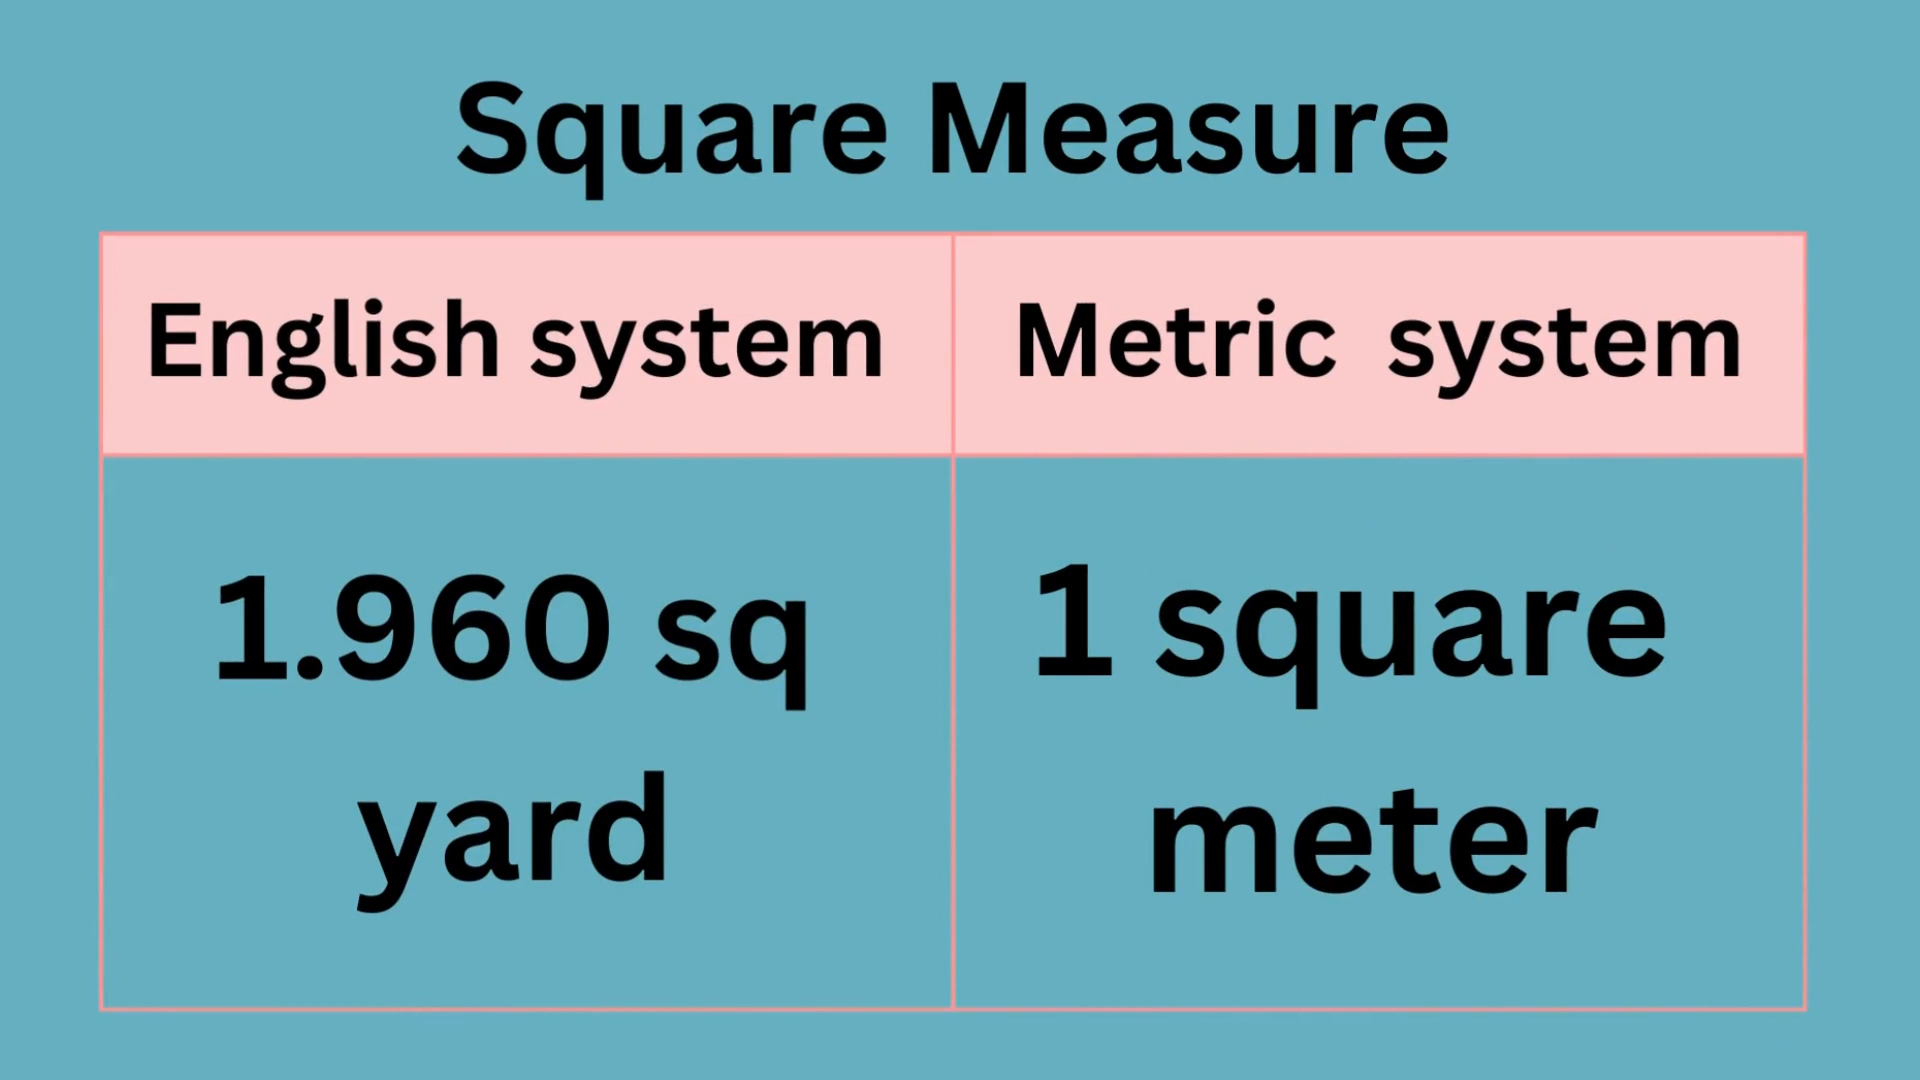 Square Measure
English system
Metric system
1.960 sq
yard
1 square
meter